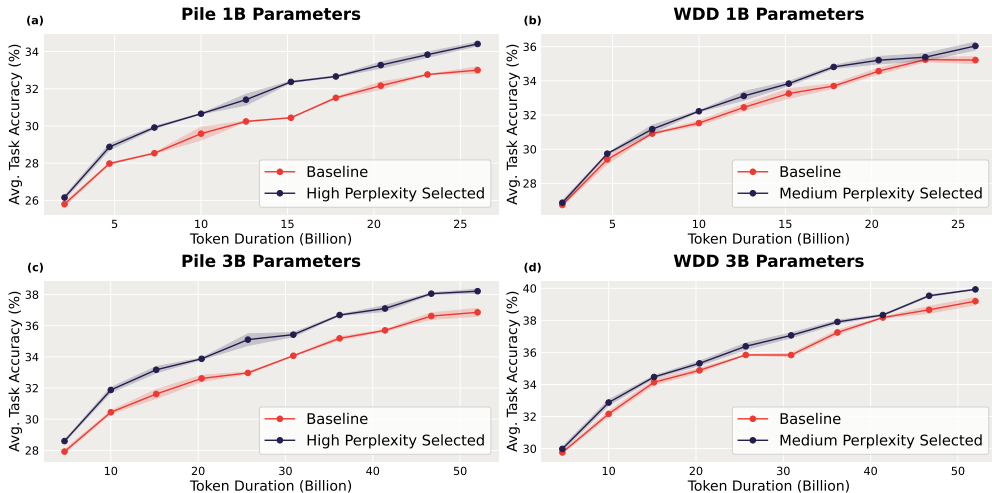 (a)
Pile 1B Parameters
Avg. Task Accuracy (%)
34
32
30
28
26
Baseline
High Perplexity Selected
5 10 15 20 25
Token Duration (Billion)
(b)
WDD 1B Parameters
Avg. Task Accuracy (%)
36
34
32
30
28
Baseline
Medium Perplexity Selected
5 10 15 20 25
Token Duration (Billion)
(c)
Pile 3B Parameters
Avg. Task Accuracy (%)
38
36
34
32
30
28
Baseline
High Perplexity Selected
10 20 30 40 50
Token Duration (Billion)
(d)
WDD 3B Parameters
Avg. Task Accuracy (%)
40
38
36
34
32
30
Baseline
Medium Perplexity Selected
10 20 30 40 50
Token Duration (Billion)